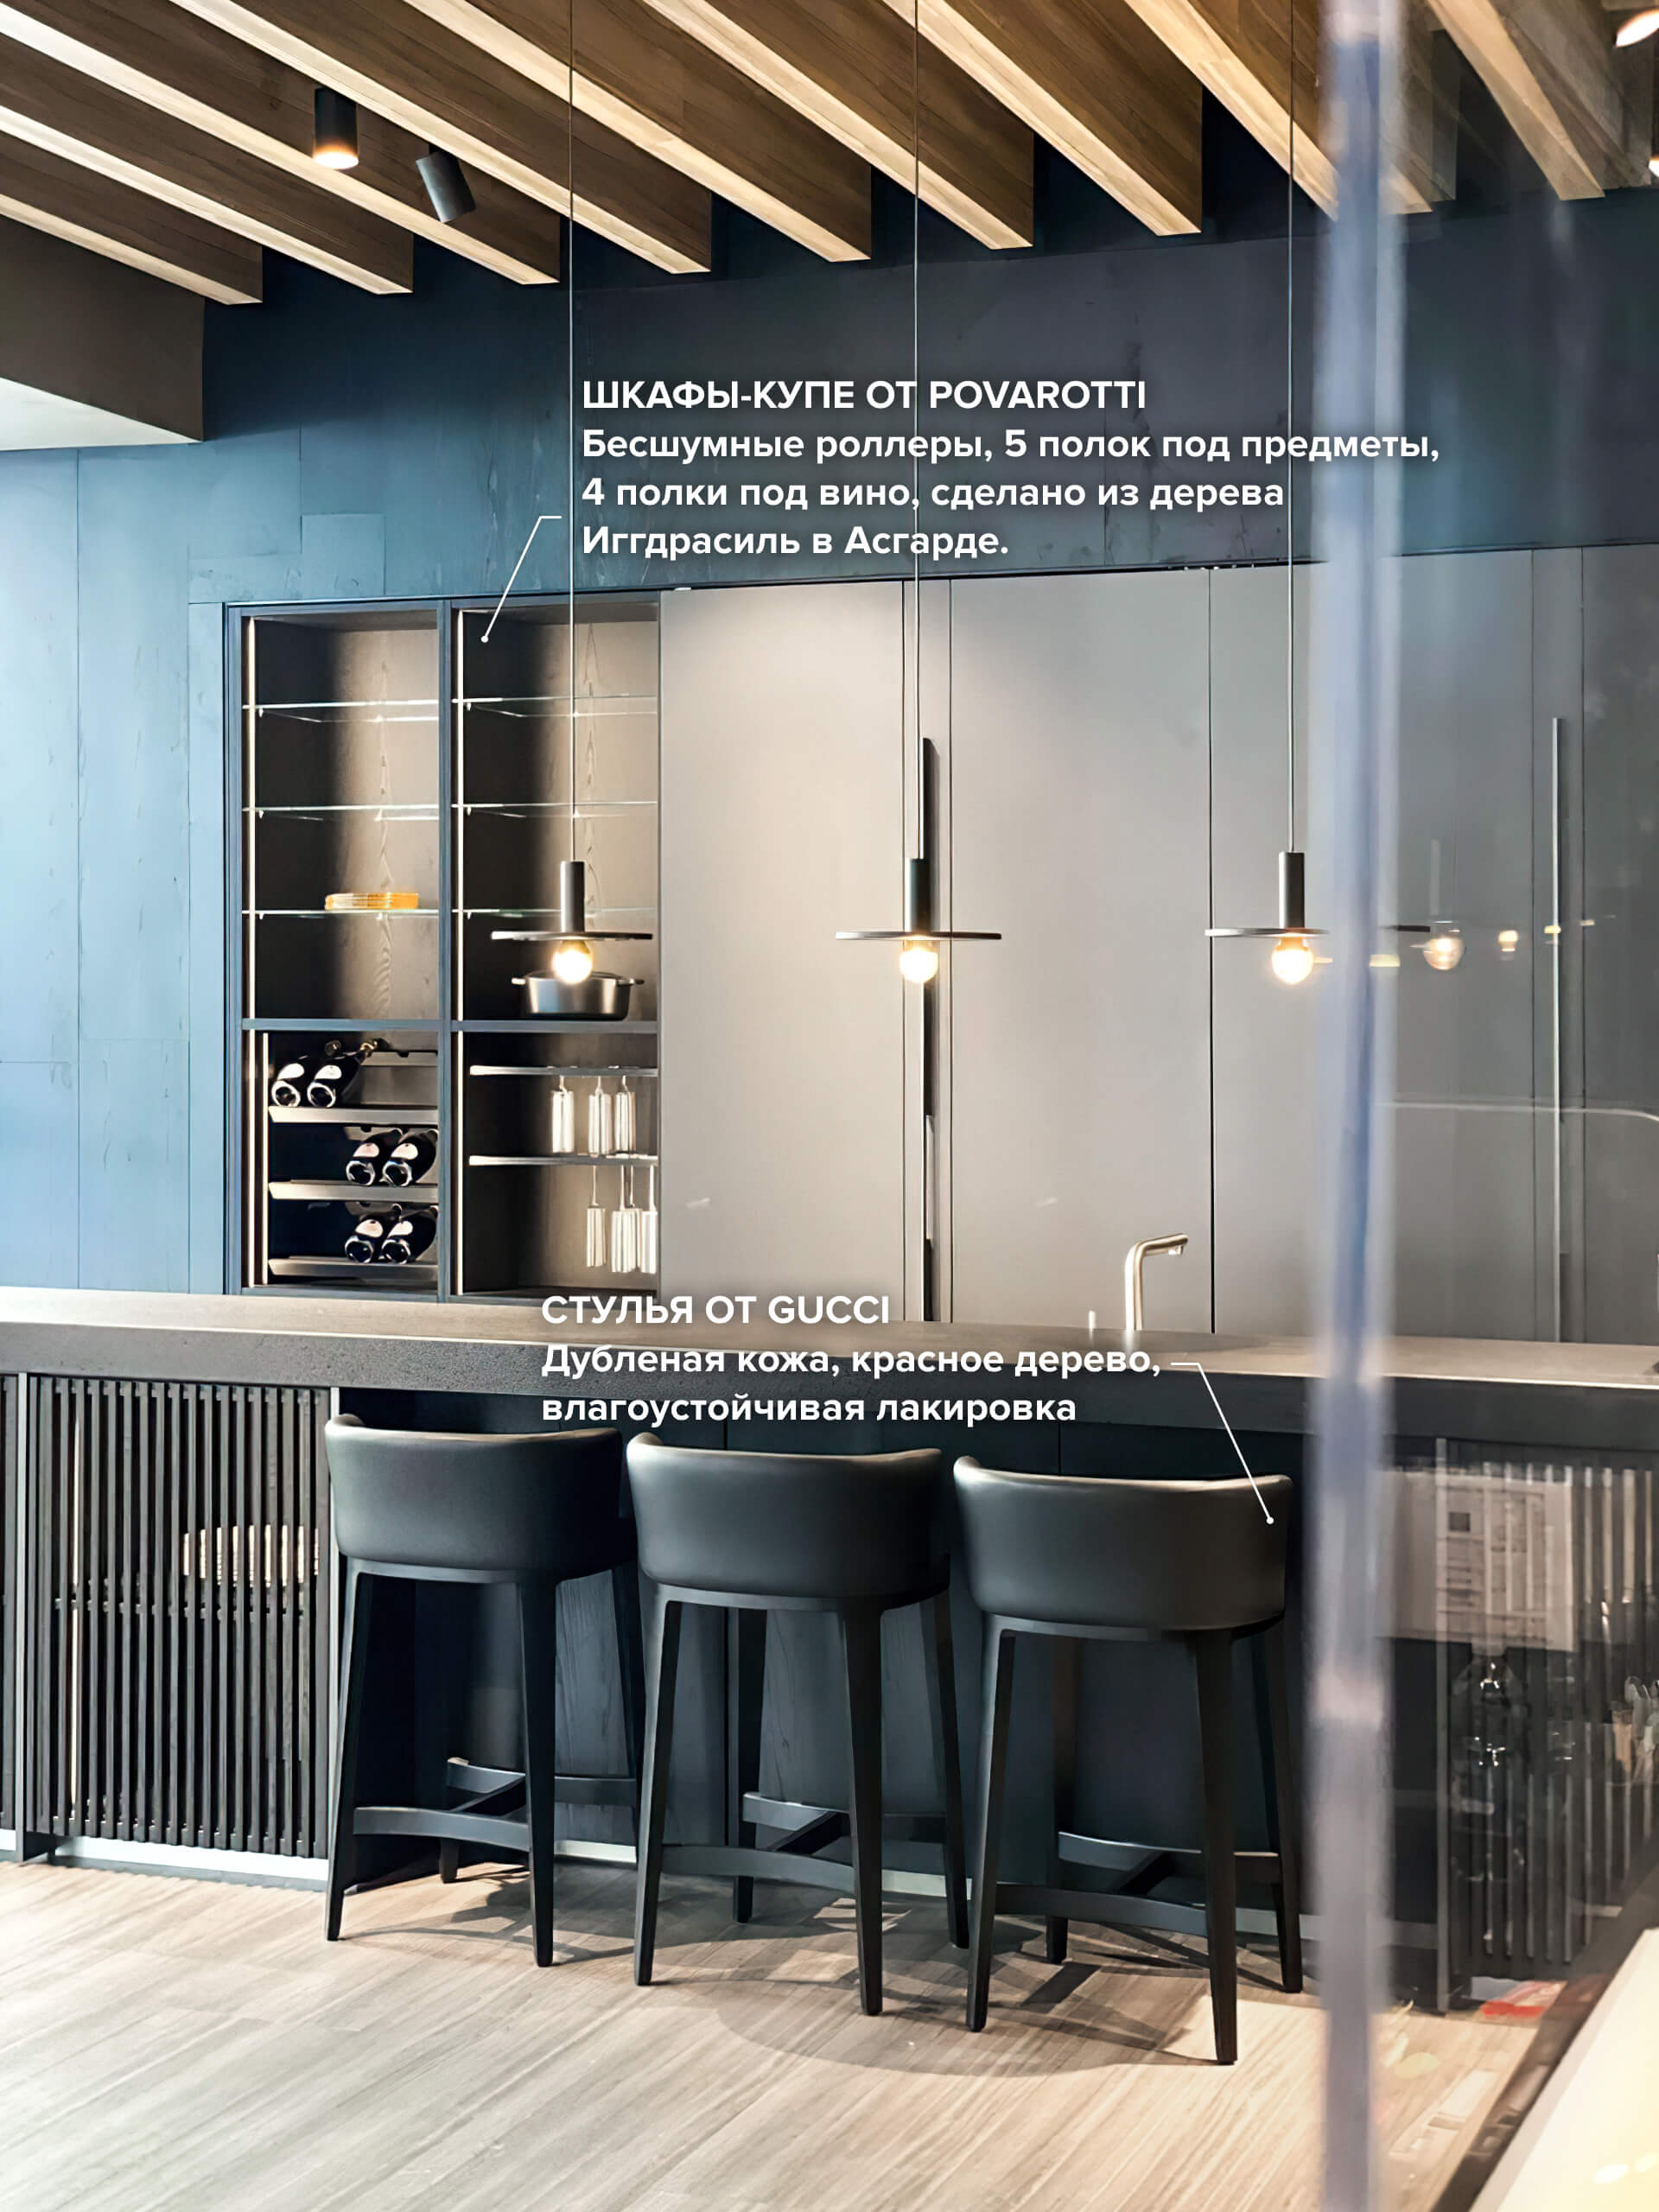 ШКАФЫ-КУПЕ ОТ POVAROTTI
Бесшумные роллеры, 5 полок под предметы,
4 полки под вино, сделано из дерева
Иггдрасиль в Асгарде.
СТУЛЬЯ ОТ GUCCI
Дубленая кожа, красное дерево,
влагоустойчивая лакировка